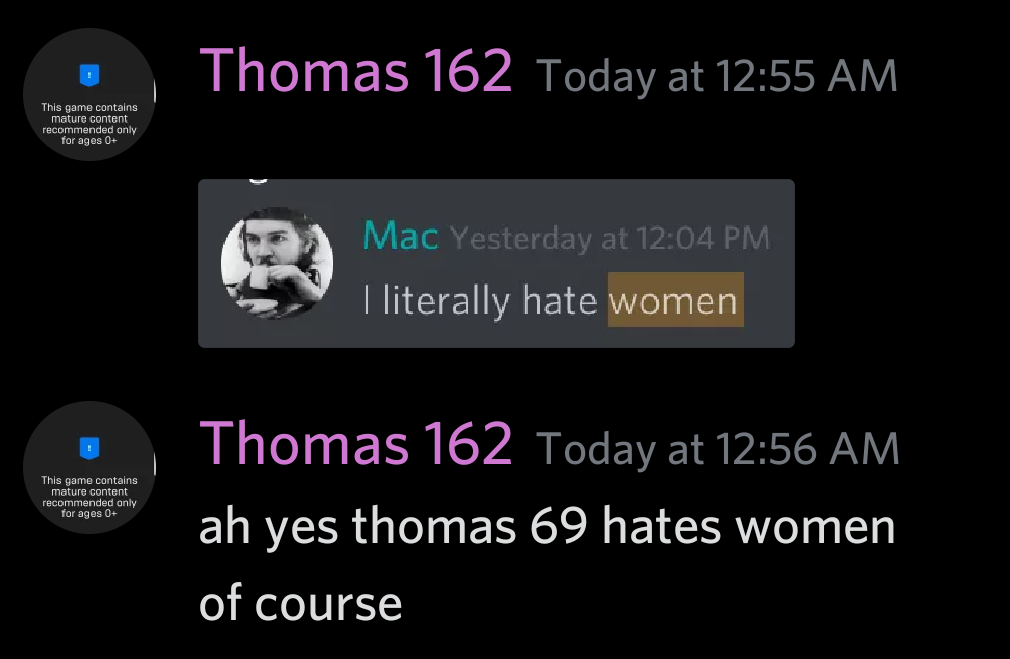 Thomas 162 Today at 12:55 AM
This game contains
mature content
recommended only
for ages 0+
Mac Yesterday at 12:04 PM
I literally hate women
Thomas 162 Today at 12:56 AM
This game contains
mature content
recommended only
for ages 0+
ah yes thomas 69 hates women
of course